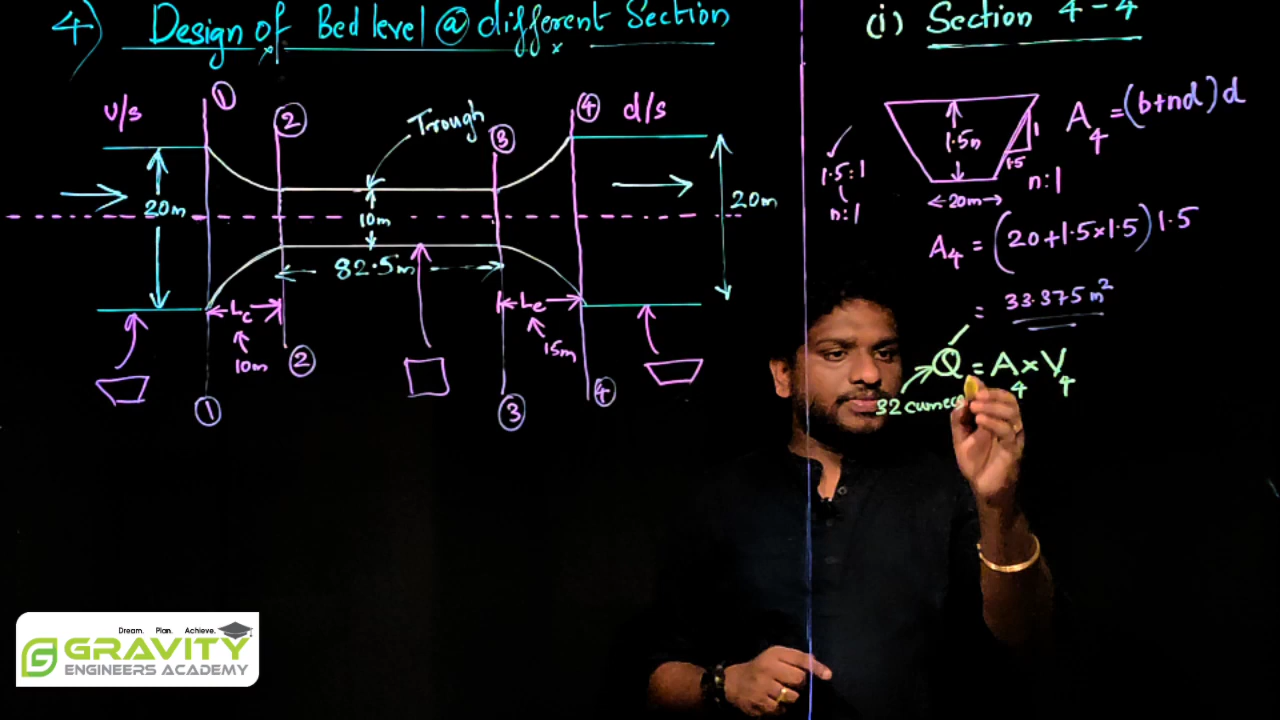 4) Design of Bed level @ different Section
u/s
①
②
Trough
③
④
d/s
20m
10m
20m
82.5m
Lc
10m
Le
15m
①
②
③
④
(i) Section 4-4
1.5:1
n:1
1.5m
1
1.5
n:1
20m
A4 = (b+nd)d
A4 = (20+1.5×1.5)1.5
= 33.375m²
Q = A4 × V4
32 cumec
Dream. Plan. Achieve.
GRAVITY
ENGINEERS ACADEMY